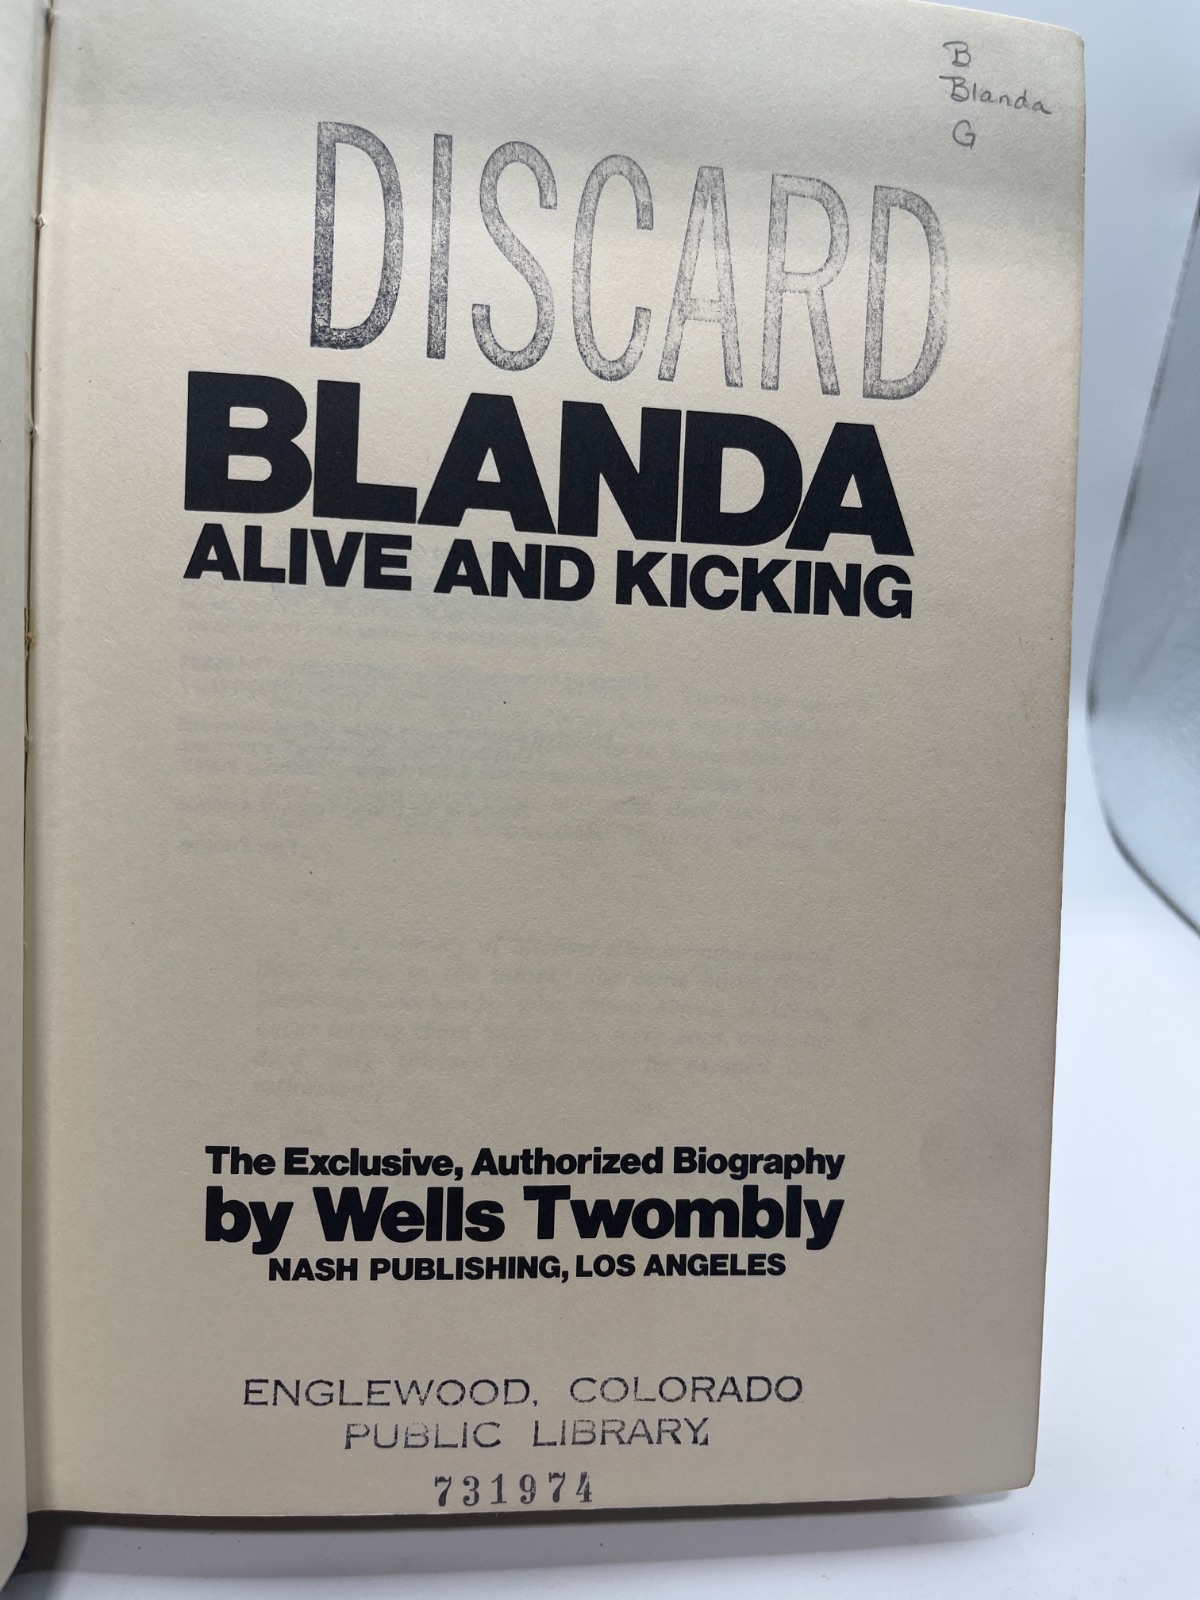 B
Blanda
G
DISCARD
BLANDA
ALIVE AND KICKING
The Exclusive, Authorized Biography
by Wells Twombly
NASH PUBLISHING, LOS ANGELES
ENGLEWOOD, COLORADO
PUBLIC LIBRARY,
731974